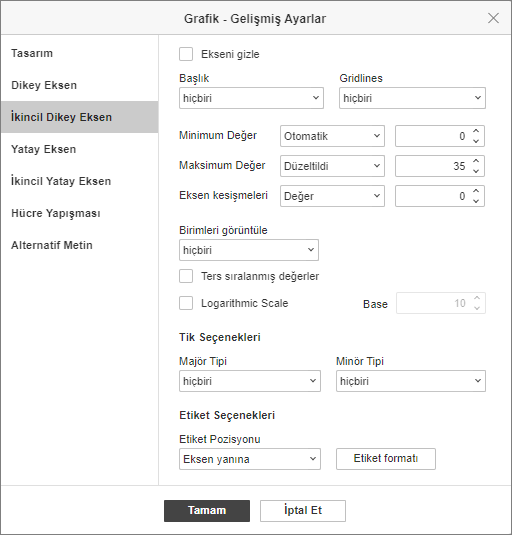 Grafik - Gelişmiş Ayarlar
Tasarım
Dikey Eksen
İkincil Dikey Eksen
Yatay Eksen
İkincil Yatay Eksen
Hücre Yapışması
Alternatif Metin
Ekseni gizle
Başlık Gridlines
hiçbiri hiçbiri
Minimum Değer Otomatik 0
Maksimum Değer Düzeltildi 35
Eksen kesişmeleri Değer 0
Birimleri görüntüle
hiçbiri
Ters sıralanmış değerler
Logarithmic Scale Base 10
Tik Seçenekleri
Majör Tipi Minör Tipi
hiçbiri hiçbiri
Etiket Seçenekleri
Etiket Pozisyonu
Eksen yanına Etiket formatı
Tamam İptal Et